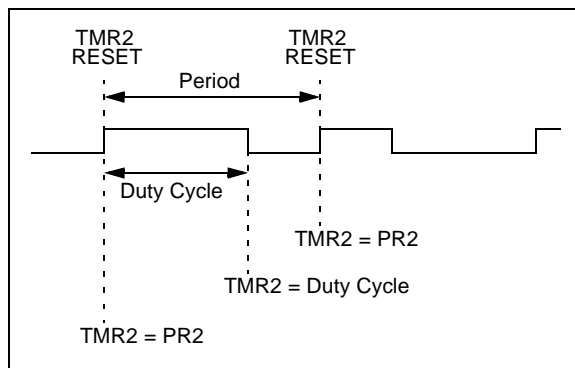 TMR2
RESET
TMR2
RESET
Period
Duty Cycle
TMR2 = PR2
TMR2 = Duty Cycle
TMR2 = PR2